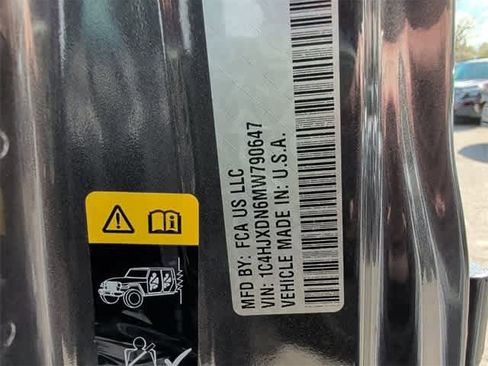 MFD BY: FCA US LLC
VIN: 1C4HJXDN6MW790647
VEHICLE MADE IN: U.S.A.